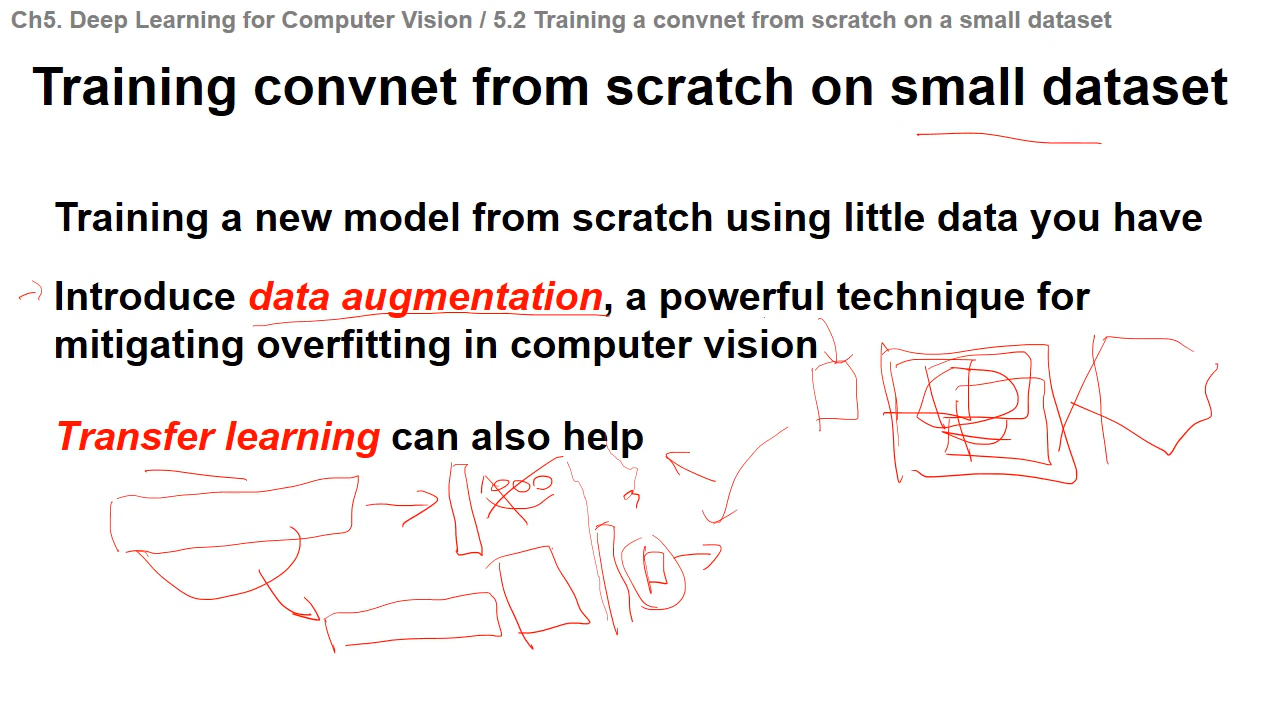 Ch5. Deep Learning for Computer Vision / 5.2 Training a convnet from scratch on a small dataset
Training convnet from scratch on small dataset
Training a new model from scratch using little data you have
Introduce data augmentation, a powerful technique for
mitigating overfitting in computer vision
Transfer learning can also help
1000